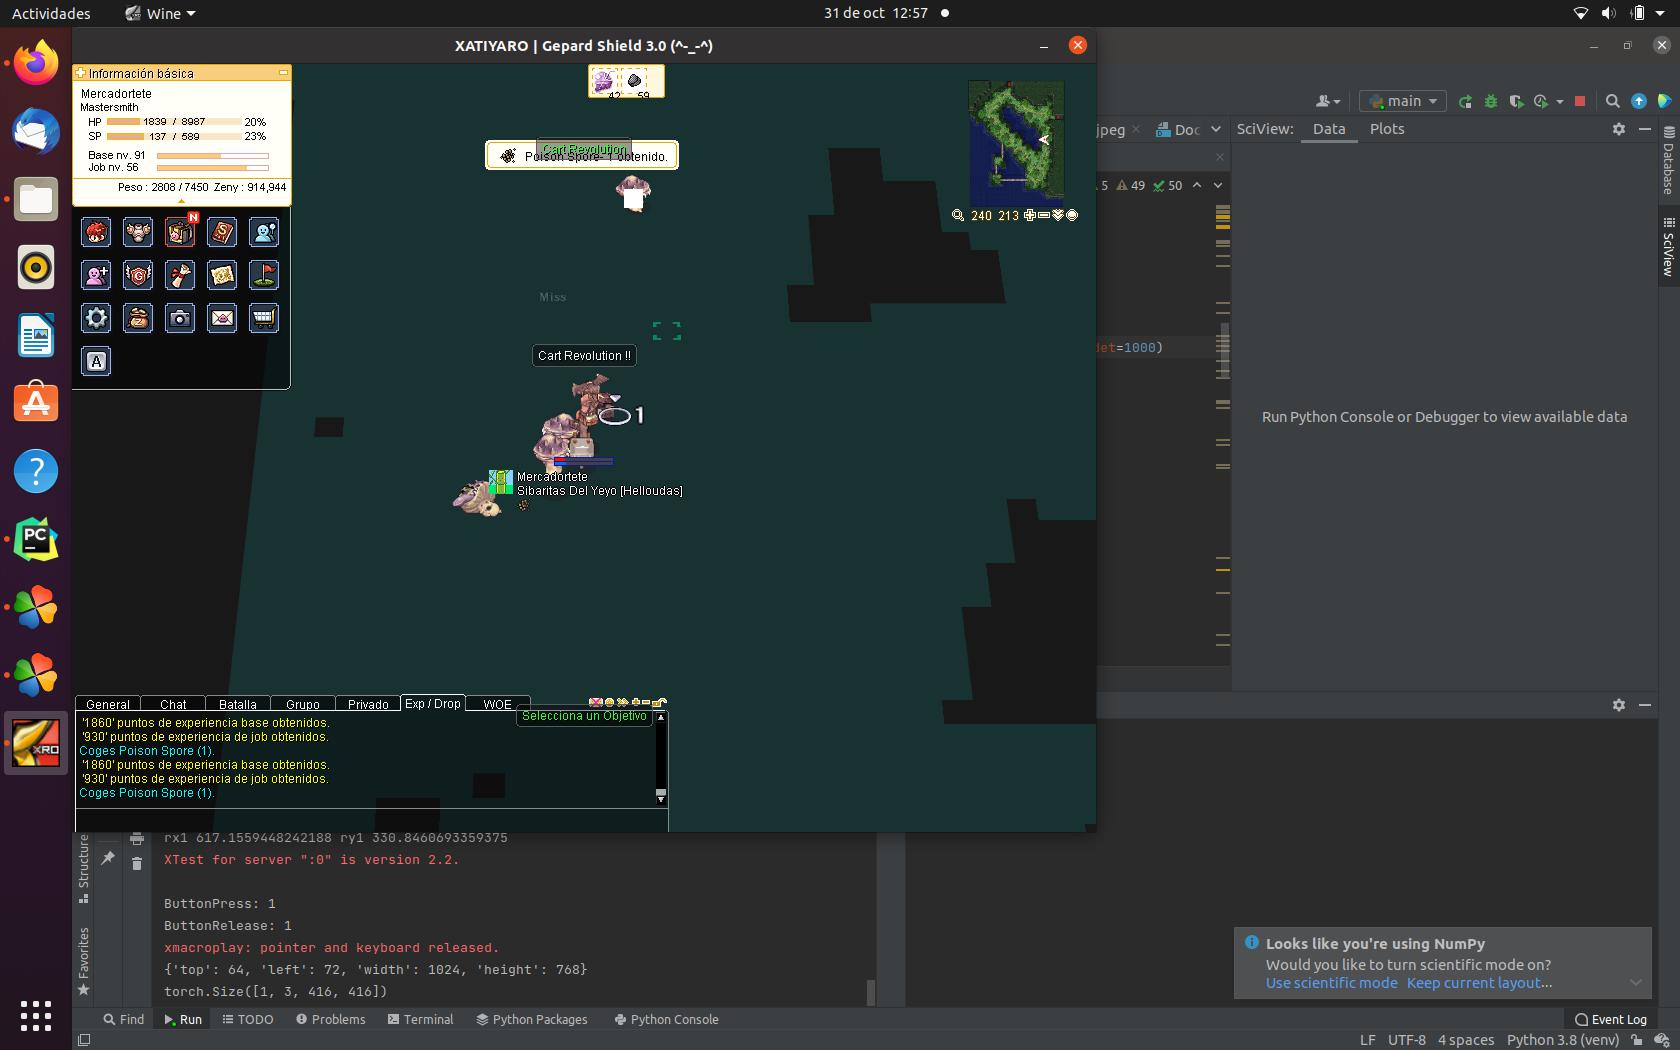 Actividades
Wine
31 de oct 12:57
XATIYARO | Gepard Shield 3.0 (^-_-^)
Información básica
Mercadortete
Mastersmith
HP 1839 / 8987 20%
SP 137 / 589 23%
Base nv. 91
Job nv. 56
Peso : 2808 / 7450 Zeny : 914,944
N
A
42 59
Cart Revolution
Poison Spore- 1 obtenido.
240 213
Miss
Cart Revolution !!
1
Mercadortete
Sibaritas Del Yeyo [Helloudas]
General
Chat
Batalla
Grupo
Privado
Exp / Drop
WOE
Selecciona un Objetivo
'1860' puntos de experiencia base obtenidos.
'930' puntos de experiencia de job obtenidos.
Coges Poison Spore (1).
'1860' puntos de experiencia base obtenidos.
'930' puntos de experiencia de job obtenidos.
Coges Poison Spore (1).
main
jpeg
Doc
SciView:
Data
Plots
5 49 50
det=1000)
Run Python Console or Debugger to view available data
Database
SciView
PC
XRO
Structure
Favorites
rx1 617.1559448242188 ry1 330.8460693359375
XTest for server ":0" is version 2.2.
ButtonPress: 1
ButtonRelease: 1
xmacroplay: pointer and keyboard released.
{'top': 64, 'left': 72, 'width': 1024, 'height': 768}
torch.Size([1, 3, 416, 416])
Looks like you're using NumPy
Would you like to turn scientific mode on?
Use scientific mode Keep current layout...
Find
Run
TODO
Problems
Terminal
Python Packages
Python Console
Event Log
LF UTF-8 4 spaces Python 3.8 (venv)